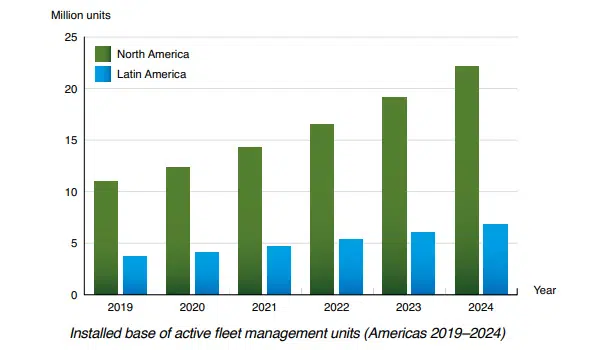 Million units
25
North America
Latin America
20
15
10
5
0
Year
2019 2020 2021 2022 2023 2024
Installed base of active fleet management units (Americas 2019–2024)